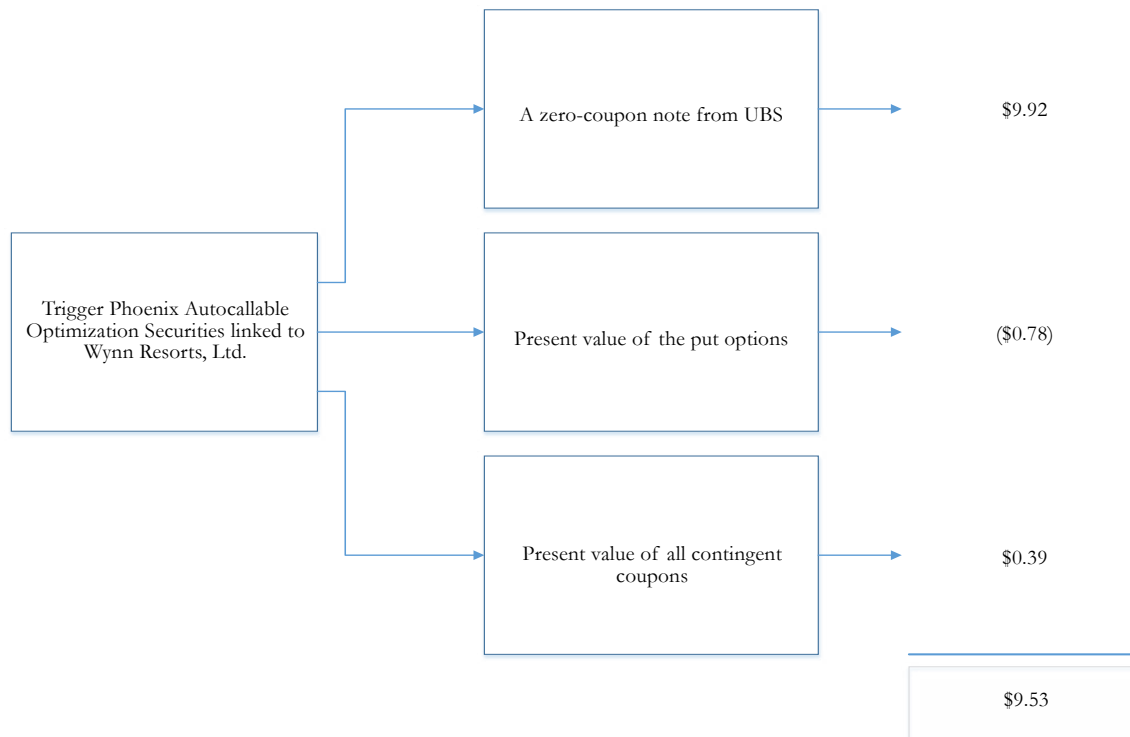 A zero-coupon note from UBS
$9.92
Trigger Phoenix Autocallable
Optimization Securities linked to
Wynn Resorts, Ltd.
Present value of the put options
($0.78)
Present value of all contingent
coupons
$0.39
$9.53